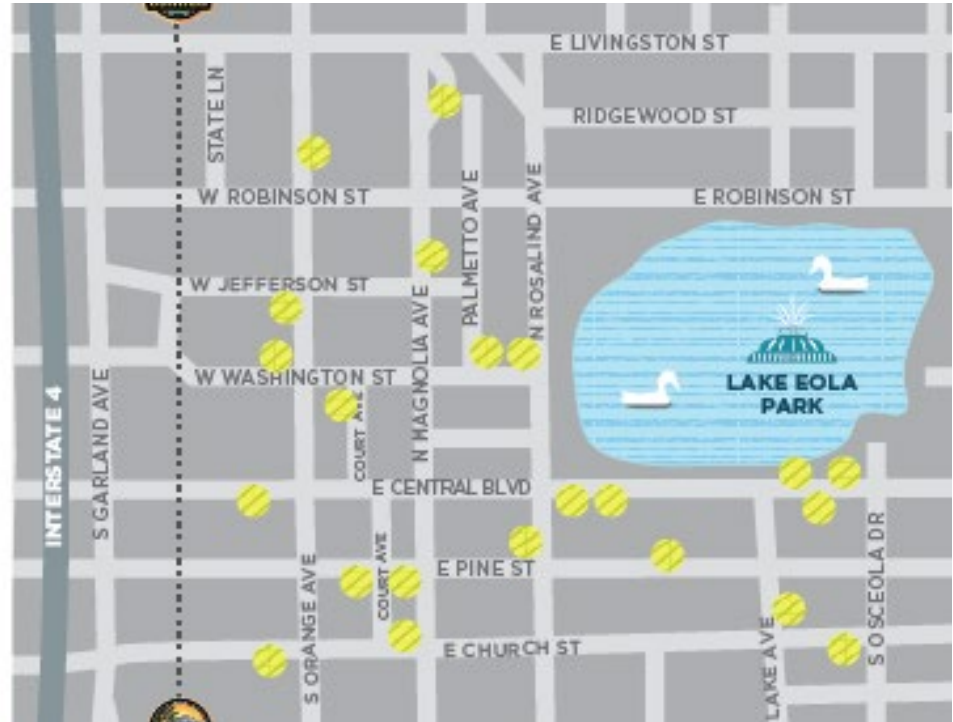 E LIVINGSTON ST
STATE LN
RIDGEWOOD ST
W ROBINSON ST
E ROBINSON ST
PALMETTO AVE
N ROSALIND AVE
W JEFFERSON ST
N MAGNOLIA AVE
W WASHINGTON ST
LAKE EOLA
PARK
INTERSTATE 4
S GARLAND AVE
COURT AVE
E CENTRAL BLVD
S ORANGE AVE
COURT AVE
E PINE ST
S OSCEOLA DR
E CHURCH ST
LAKE AVE